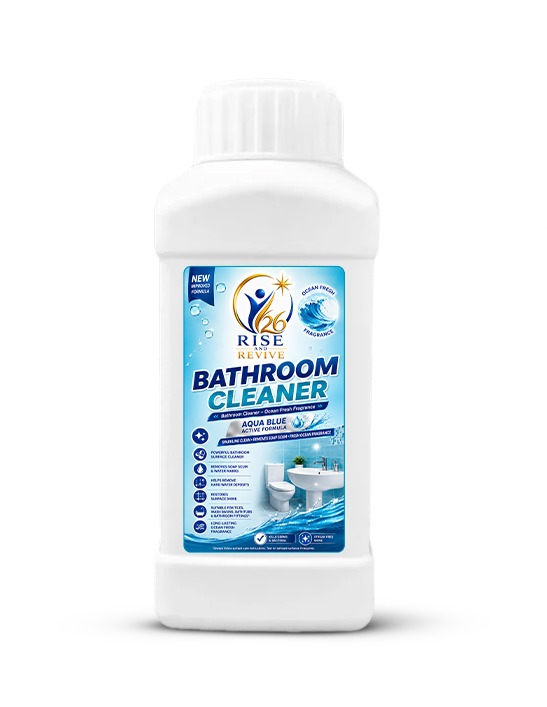 NEW
IMPROVED
FORMULA
OCEAN FRESH
FRAGRANCE
26
RISE
AND
REVIVE
BATHROOM
CLEANER
<< Bathroom Cleaner – Ocean Fresh Fragrance >>
AQUA BLUE
ACTIVE FORMULA
SPARKLING CLEAN • REMOVES SOAP SCUM • FRESH OCEAN FRAGRANCE
POWERFUL BATHROOM
SURFACE CLEANER
REMOVES SOAP SCUM
& WATER MARKS
HELPS REMOVE
HARD WATER DEPOSITS
RESTORES
SURFACE SHINE
SUITABLE FOR TILES,
WASH BASINS, BATHTUBS
& BATHROOM FITTINGS*
LONG-LASTING
OCEAN FRESH
FRAGRANCE
KILLS GERMS
& BACTERIA
STREAK FREE
SHINE